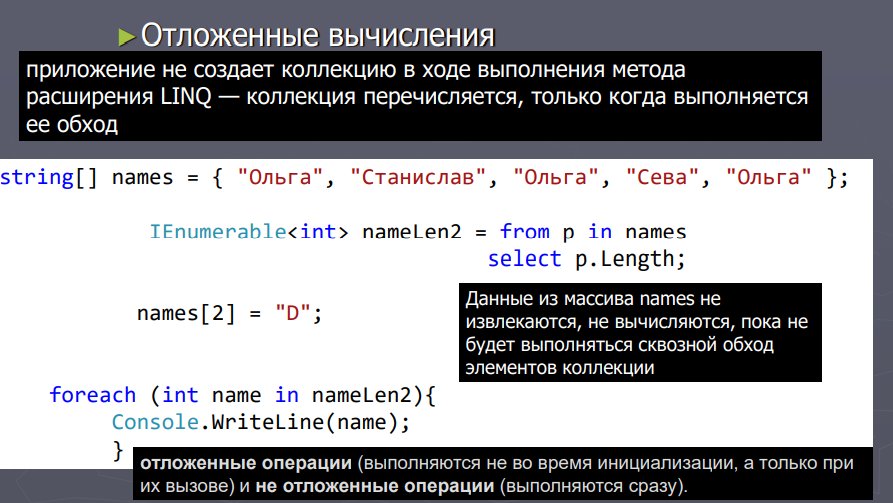 Отложенные вычисления
приложение не создает коллекцию в ходе выполнения метода
расширения LINQ — коллекция перечисляется, только когда выполняется
ее обход
string[] names = { "Ольга", "Станислав", "Ольга", "Сева", "Ольга" };
IEnumerable<int> nameLen2 = from p in names
select p.Length;
names[2] = "D";
Данные из массива names не
извлекаются, не вычисляются, пока не
будет выполняться сквозной обход
элементов коллекции
foreach (int name in nameLen2){
Console.WriteLine(name);
}
отложенные операции (выполняются не во время инициализации, а только при
их вызове) и не отложенные операции (выполняются сразу).